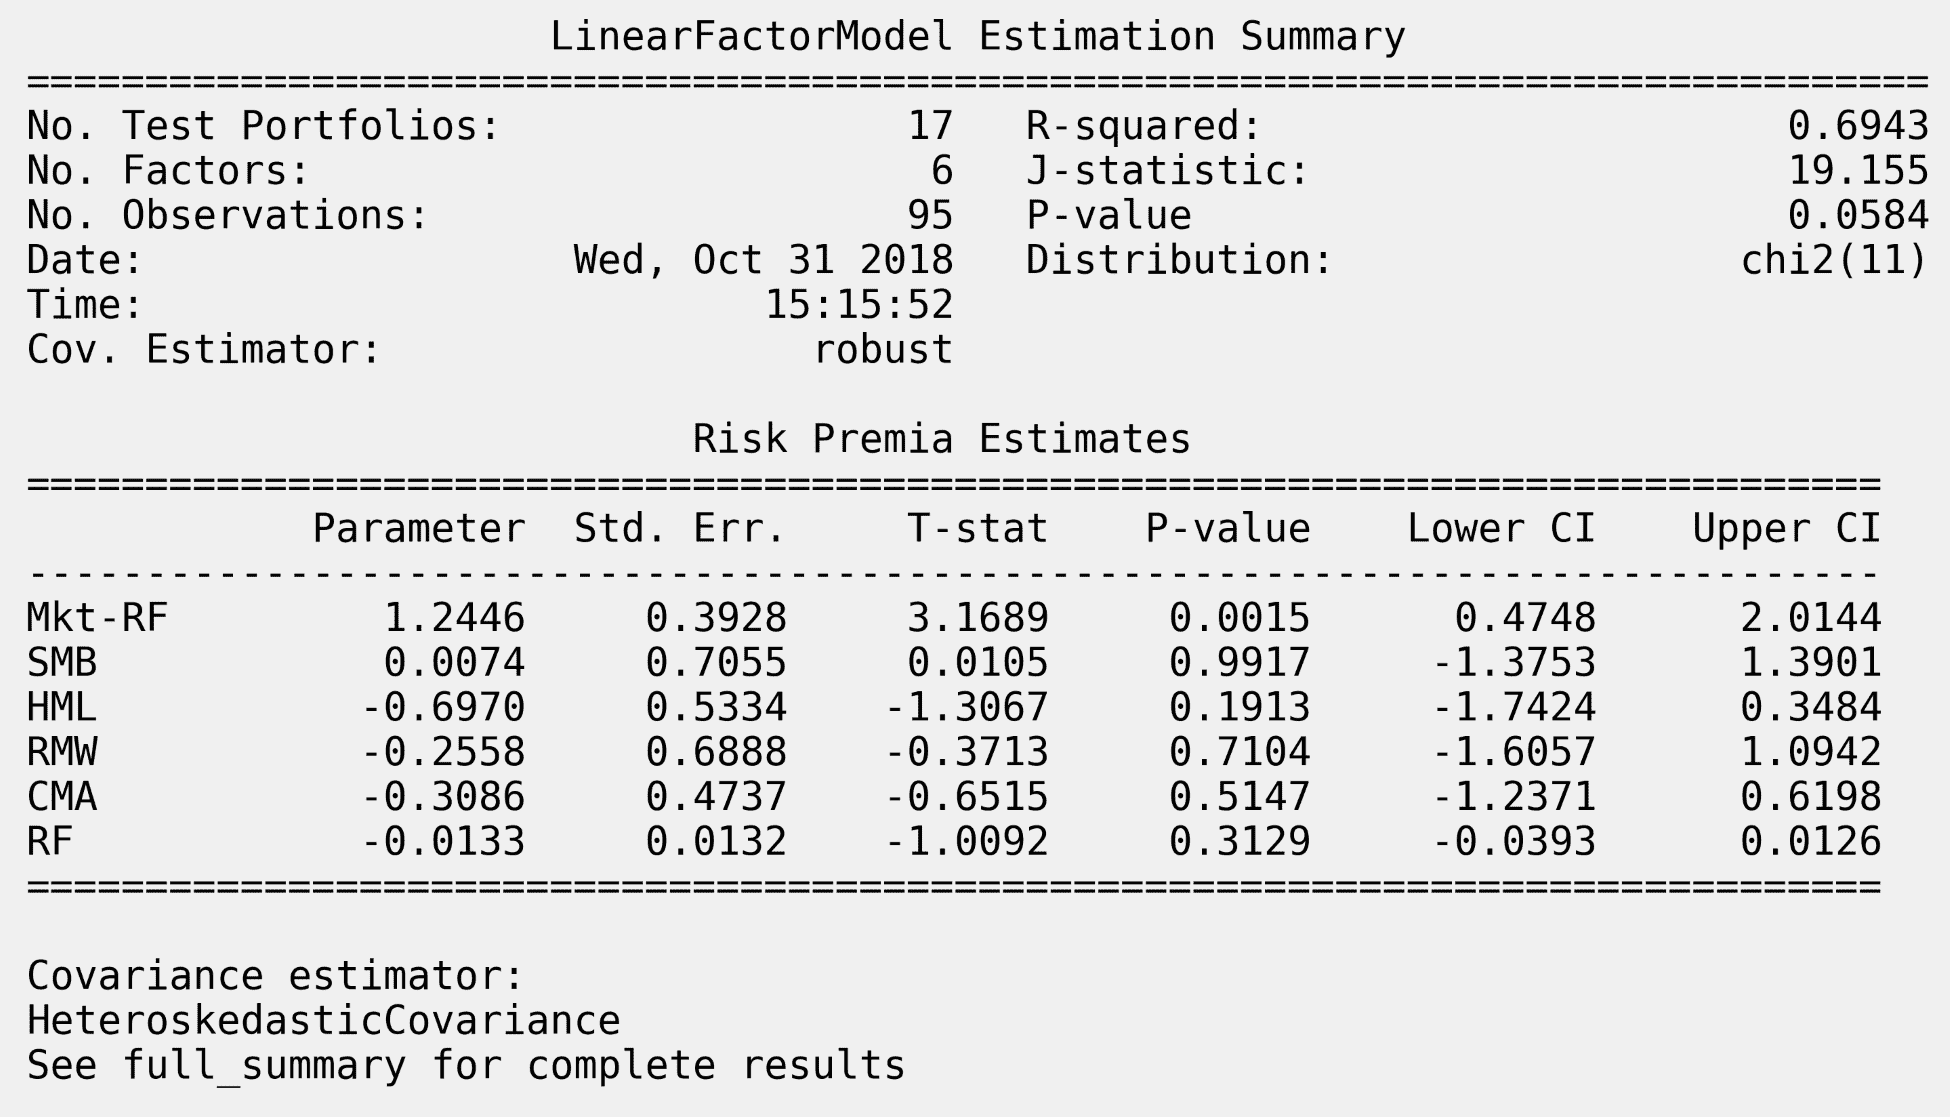 LinearFactorModel Estimation Summary
================================================================================
No. Test Portfolios: 17 R-squared: 0.6943
No. Factors: 6 J-statistic: 19.155
No. Observations: 95 P-value 0.0584
Date: Wed, Oct 31 2018 Distribution: chi2(11)
Time: 15:15:52
Cov. Estimator: robust
Risk Premia Estimates
==============================================================================
Parameter Std. Err. T-stat P-value Lower CI Upper CI
------------------------------------------------------------------------------
Mkt-RF 1.2446 0.3928 3.1689 0.0015 0.4748 2.0144
SMB 0.0074 0.7055 0.0105 0.9917 -1.3753 1.3901
HML -0.6970 0.5334 -1.3067 0.1913 -1.7424 0.3484
RMW -0.2558 0.6888 -0.3713 0.7104 -1.6057 1.0942
CMA -0.3086 0.4737 -0.6515 0.5147 -1.2371 0.6198
RF -0.0133 0.0132 -1.0092 0.3129 -0.0393 0.0126
==============================================================================
Covariance estimator:
HeteroskedasticCovariance
See full_summary for complete results